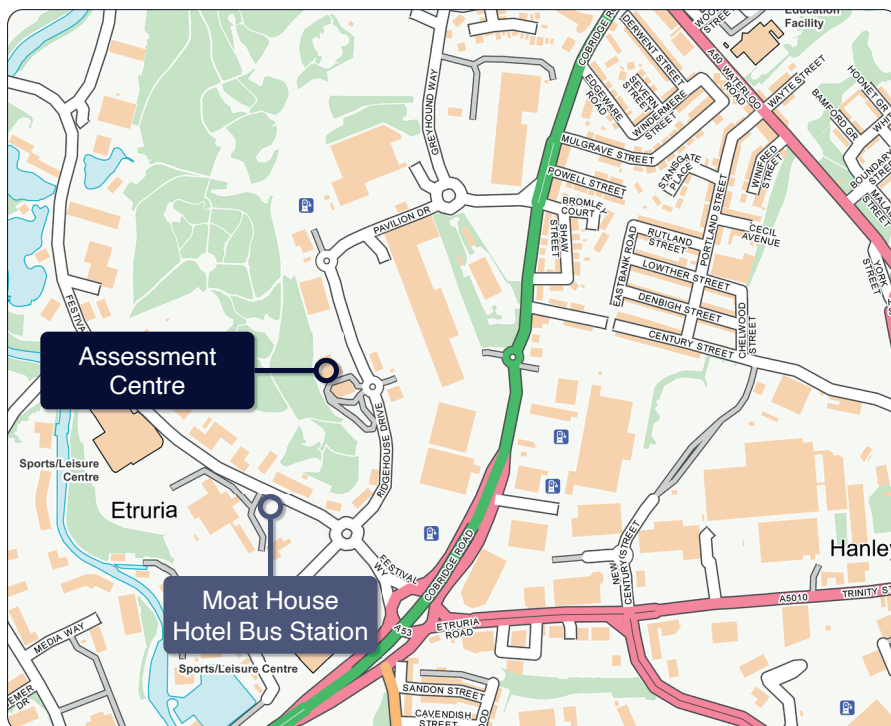 Education
Facility
COBRIDGE ROAD
DERWENT STREET
A50 WATERLOO
ROAD
WAYTE STREET
HODNET GR
BAMFORD GR
EDGEWARE
ROAD
SEVERN
STREET
WINDERMERE
STREET
GREYHOUND WAY
MULGRAVE STREET
STANSGATE
PLACE
WINIFRED
STREET
BOUNDARY
POWELL STREET
BROMLEY
COURT
SHAW
STREET
PAVILION DR
PORTLAND STREET
CECIL
AVENUE
RUTLAND
STREET
EASTBANK ROAD
LOWTHER STREET
DENBIGH STREET
CENTURY STREET
CHELWOOD
STREET
YORK
STREET
FESTIVAL
Assessment
Centre
RIDGEHOUSE DRIVE
Sports/Leisure
Centre
Etruria
Hanley
FESTIVAL
WY
COBRIDGE ROAD
NEW
CENTURY STREET
A5010
TRINITY ST
Moat House
Hotel Bus Station
A53
ETRURIA
ROAD
MEDIA WAY
Sports/Leisure Centre
SANDON STREET
CAVENDISH
STREET